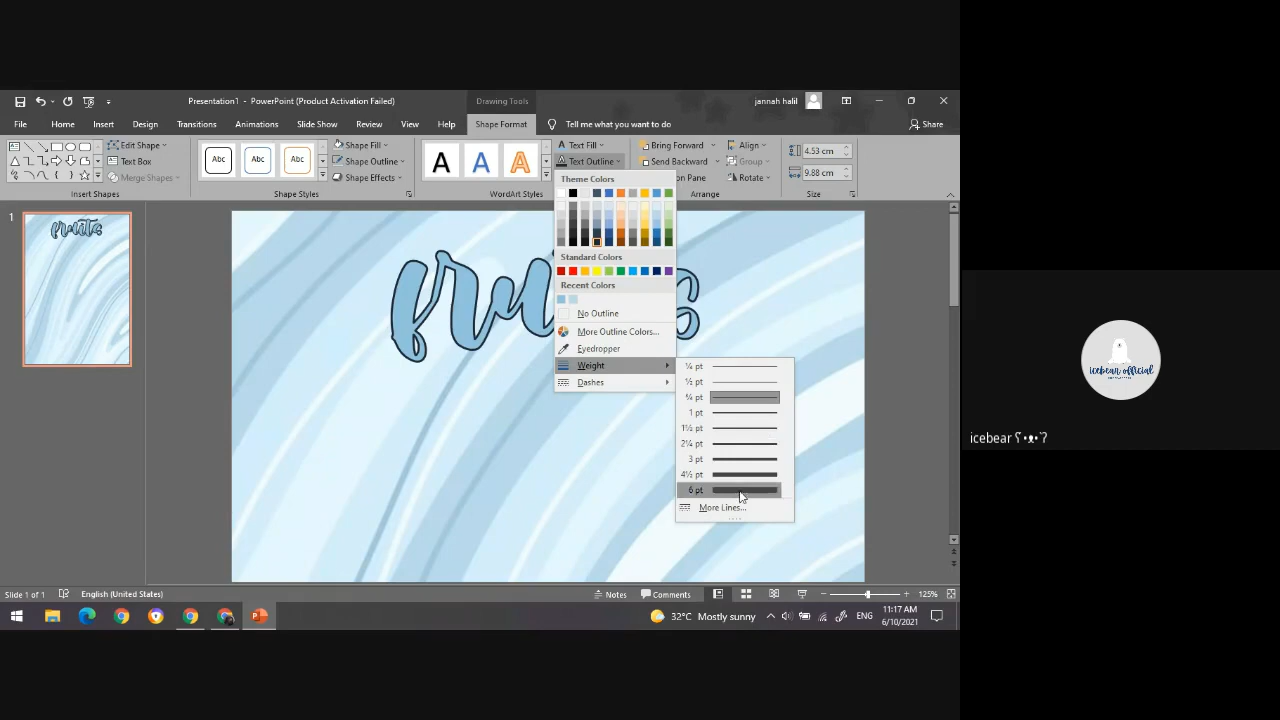 Presentation1 - PowerPoint (Product Activation Failed)
Drawing Tools
jannah halil
File Home Insert Design Transitions Animations Slide Show Review View Help Shape Format Tell me what you want to do Share
Edit Shape
Text Box
Merge Shapes
Insert Shapes
Abc Abc Abc
Shape Fill
Shape Outline
Shape Effects
Shape Styles
A A A
WordArt Styles
Text Fill
Text Outline
Bring Forward
Send Backward
on Pane
Align
Group
Rotate
Arrange
4.53 cm
9.88 cm
Size
Theme Colors
Standard Colors
Recent Colors
No Outline
More Outline Colors...
Eyedropper
Weight
Dashes
¼ pt
½ pt
¾ pt
1 pt
1½ pt
2¼ pt
3 pt
4½ pt
6 pt
More Lines...
1
icebear official
icebear ʕ •ᴥ•ʔ
Slide 1 of 1
English (United States)
Notes
Comments
125%
32°C Mostly sunny
ENG
11:17 AM
6/10/2021